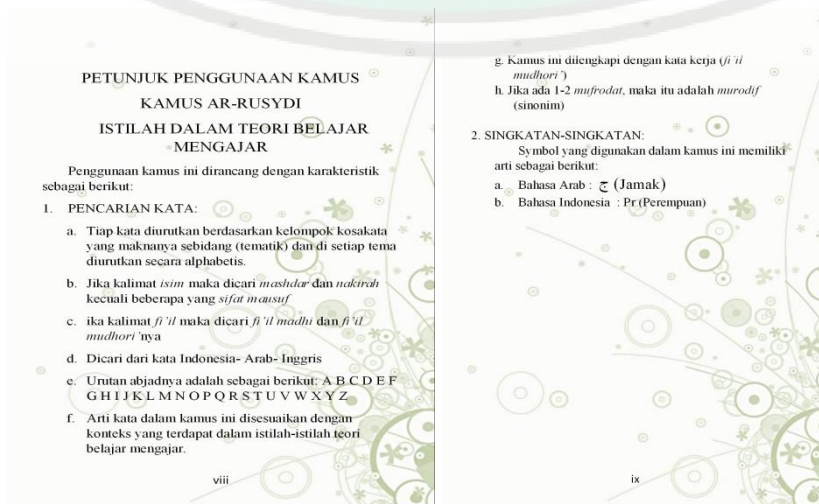 PETUNJUK PENGGUNAAN KAMUS
KAMUS AR-RUSYDI
ISTILAH DALAM TEORI BELAJAR
MENGAJAR
Penggunaan kamus ini dirancang dengan karakteristik
sebagai berikut:
1. PENCARIAN KATA:
a. Tiap kata diurutkan berdasarkan kelompok kosakata
yang maknanya sebidang (tematik) dan di setiap tema
diurutkan secara alphabetis.
b. Jika kalimat isim maka dicari mashdar dan nakirah
kecuali beberapa yang sifat mausuf
c. ika kalimat fi'il maka dicari fi'il madhi dan fi'il
mudhori'nya
d. Dicari dari kata Indonesia- Arab- Inggris
e. Urutan abjadnya adalah sebagai berikut: A B C D E F
G H I J K L M N O P Q R S T U V W X Y Z
f. Arti kata dalam kamus ini disesuaikan dengan
konteks yang terdapat dalam istilah-istilah teori
belajar mengajar.
viii
g. Kamus ini dilengkapi dengan kata kerja (fi'il
mudhori')
h. Jika ada 1-2 mufrodat, maka itu adalah murodif
(sinonim)
2. SINGKATAN-SINGKATAN:
Symbol yang digunakan dalam kamus ini memiliki
arti sebagai berikut:
a. Bahasa Arab : ج (Jamak)
b. Bahasa Indonesia : Pr (Perempuan)
ix